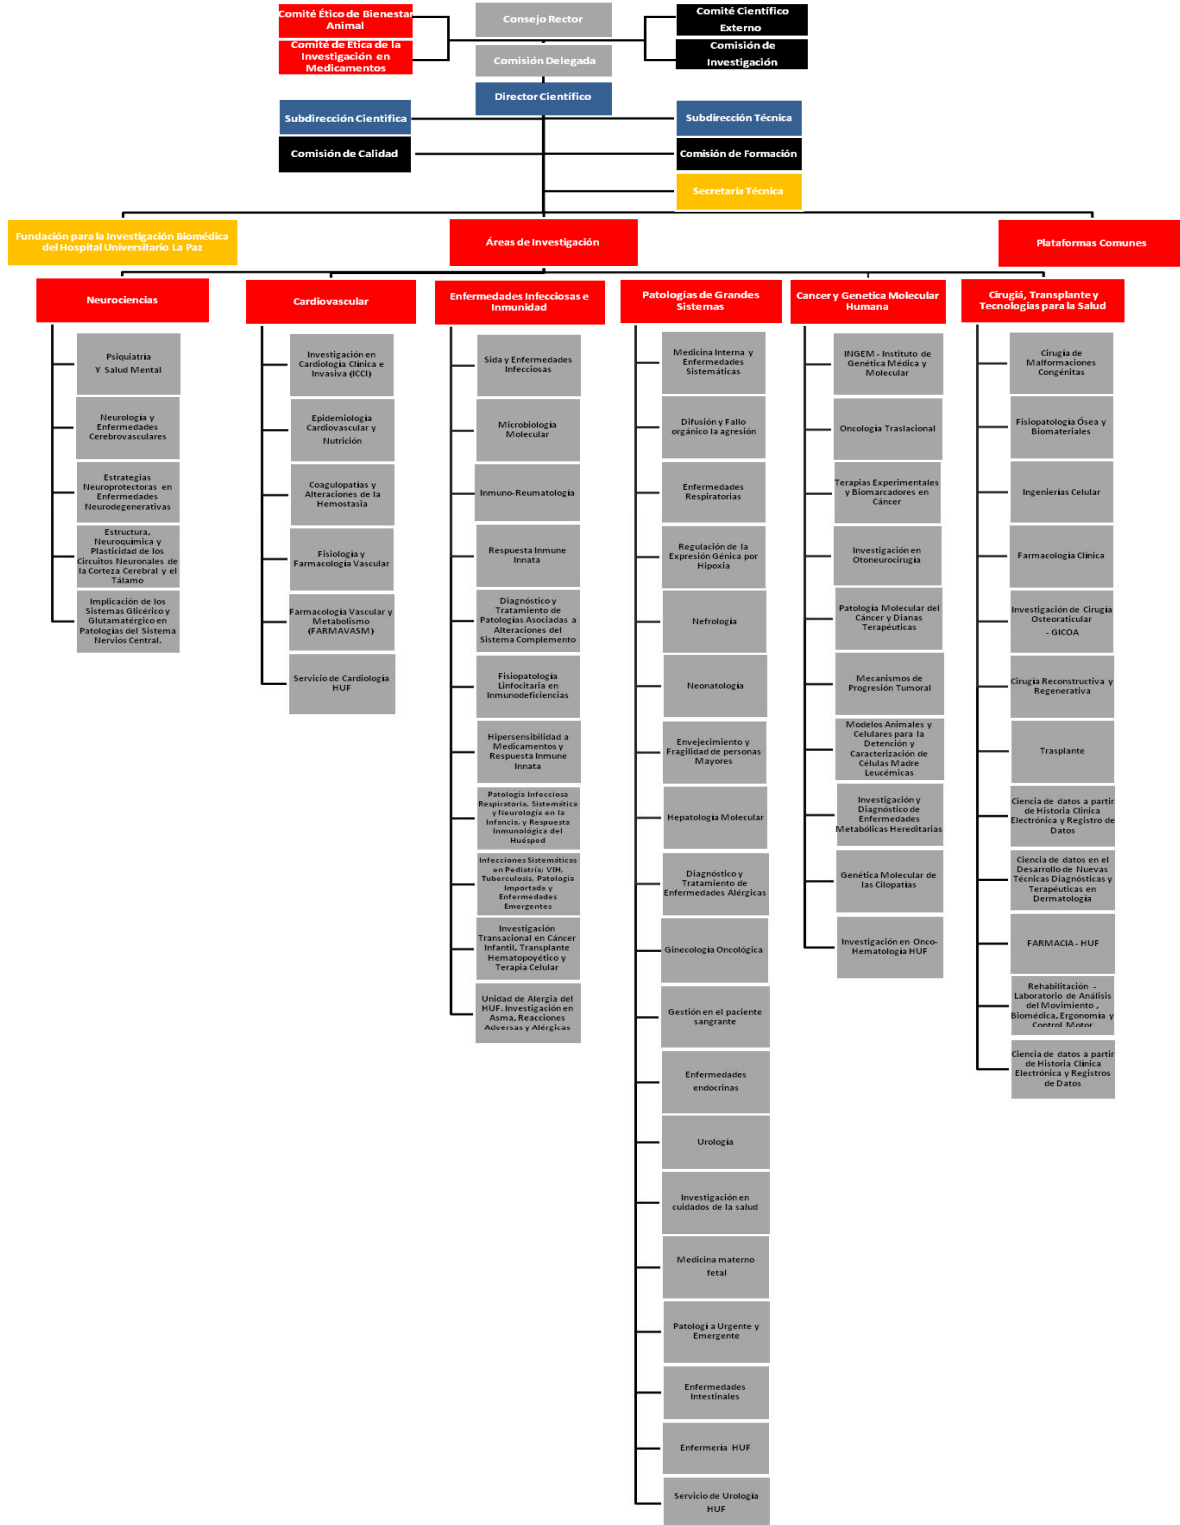 Comité Ético de Bienestar
Animal
Comité de Etica de la
Investigación en
Medicamentos
Consejo Rector
Comisión Delegada
Comité Científico
Externo
Comisión de
Investigación
Director Científico
Subdirección Científica
Subdirección Técnica
Comisión de Calidad
Comisión de Formación
Secretaría Técnica
Fundación para la Investigación Biomédica
del Hospital Universitario La Paz
Áreas de Investigación
Plataformas Comunes
Neurociencias
Psiquiatría
Y Salud Mental
Neurología y
Enfermedades
Cerebrovasculares
Estrategias
Neuroprotectoras en
Enfermedades
Neurodegenerativas
Estructura,
Neuroquímica y
Plasticidad de los
Circuitos Neuronales de
la Corteza Cerebral y el
Tálamo
Implicación de los
Sistemas Glicérico y
Glutamatérgico en
Patologías del Sistema
Nervios Central.
Cardiovascular
Investigación en
Cardiología Clínica e
Invasiva (ICCI)
Epidemiología
Cardiovascular y
Nutrición
Coagulopatías y
Alteraciones de la
Hemostasia
Fisiología y
Farmacología Vascular
Farmacología Vascular y
Metabolismo
(FARMAVASM)
Servicio de Cardiología
HUF
Enfermedades Infecciosas e
Inmunidad
Sida y Enfermedades
Infecciosas
Microbiología
Molecular
Inmuno-Reumatología
Respuesta Inmune
Innata
Diagnóstico y
Tratamiento de
Patologías Asociadas a
Alteraciones del
Sistema Complemento
Fisiopatología
Linfocitaria en
Inmunodeficiencias
Hipersensibilidad a
Medicamentos y
Respuesta Inmune
Innata
Patología Infecciosa
Respiratoria, Sistemática
y Neurología en la
Infancia, y Respuesta
Inmunológica del
Huésped
Infecciones Sistemáticas
en Pediatría; VIH,
Tuberculosis, Patología
Importada y
Enfermedades
Emergentes
Investigación
Transacional en Cáncer
Infantil, Transplante
Hematopoyético y
Terapia Celular
Unidad de Alergia del
HUF. Investigación en
Asma, Reacciones
Adversas y Alérgicas
Patologías de Grandes
Sistemas
Medicina Interna y
Enfermedades
Sistemáticas
Difusión y Fallo
orgánico la agresión
Enfermedades
Respiratorias
Regulación de la
Expresión Génica por
Hipoxia
Nefrología
Neonatología
Envejecimiento y
Fragilidad de personas
Mayores
Hepatología Molecular
Diagnóstico y
Tratamiento de
Enfermedades Alérgicas
Ginecología Oncológica
Gestión en el paciente
sangrante
Enfermedades
endocrinas
Urología
Investigación en
cuidados de la salud
Medicina materno
fetal
Patologí a Urgente y
Emergente
Enfermedades
Intestinales
Enfermería HUF
Servicio de Urología
HUF
Cancer y Genetica Molecular
Humana
INGEM - Instituto de
Genética Médica y
Molecular
Oncología Traslacional
Terapias Experimentales
y Biomarcadores en
Cáncer
Investigación en
Otoneurocirugía
Patología Molecular del
Cáncer y Dianas
Terapéuticas
Mecanismos de
Progresión Tumoral
Modelos Animales y
Celulares para la
Detención y
Caracterización de
Células Madre
Leucémicas
Investigación y
Diagnóstico de
Enfermedades
Metabólicas Hereditarias
Genética Molecular de
las Cilopatías
Investigación en Onco-
Hematología HUF
Cirugiá, Transplante y
Tecnologías para la Salud
Cirugía de
Malformaciones
Congénitas
Fisiopatología Ósea y
Biomateriales
Ingenierías Celular
Farmacología Clínica
Investigación de Cirugía
Osteoraticular
- GICOA
Cirugía Reconstructiva y
Regenerativa
Trasplante
Ciencia de datos a partir
de Historia Clínica
Electrónica y Registro de
Datos
Ciencia de datos en el
Desarrollo de Nuevas
Técnicas Diagnósticas y
Terapéuticas en
Dermatología
FARMACIA - HUF
Rehabilitación -
Laboratorio de Análisis
del Movimiento ,
Biomédica, Ergonomía y
Control Motor
Ciencia de datos a partir
de Historia Clínica
Electrónica y Registros
de Datos